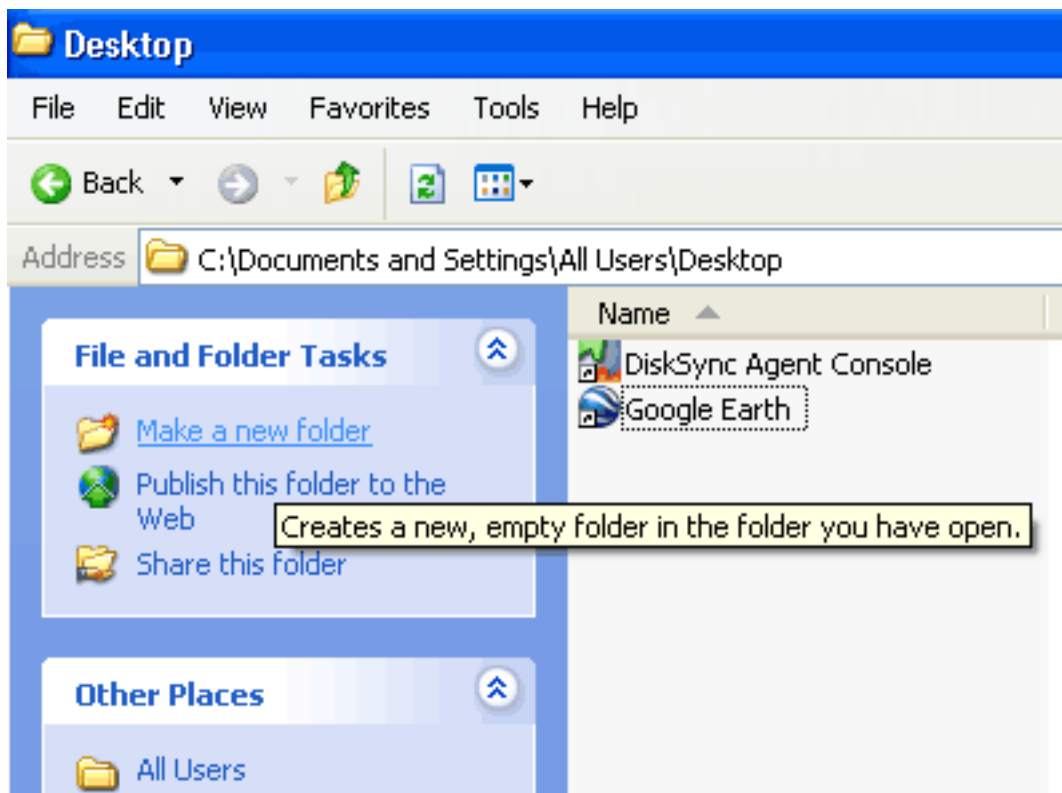 Desktop
File Edit View Favorites Tools Help
Back
Address C:\Documents and Settings\All Users\Desktop
File and Folder Tasks
Make a new folder
Publish this folder to the
Web
Share this folder
Creates a new, empty folder in the folder you have open.
Other Places
All Users
Name
DiskSync Agent Console
Google Earth